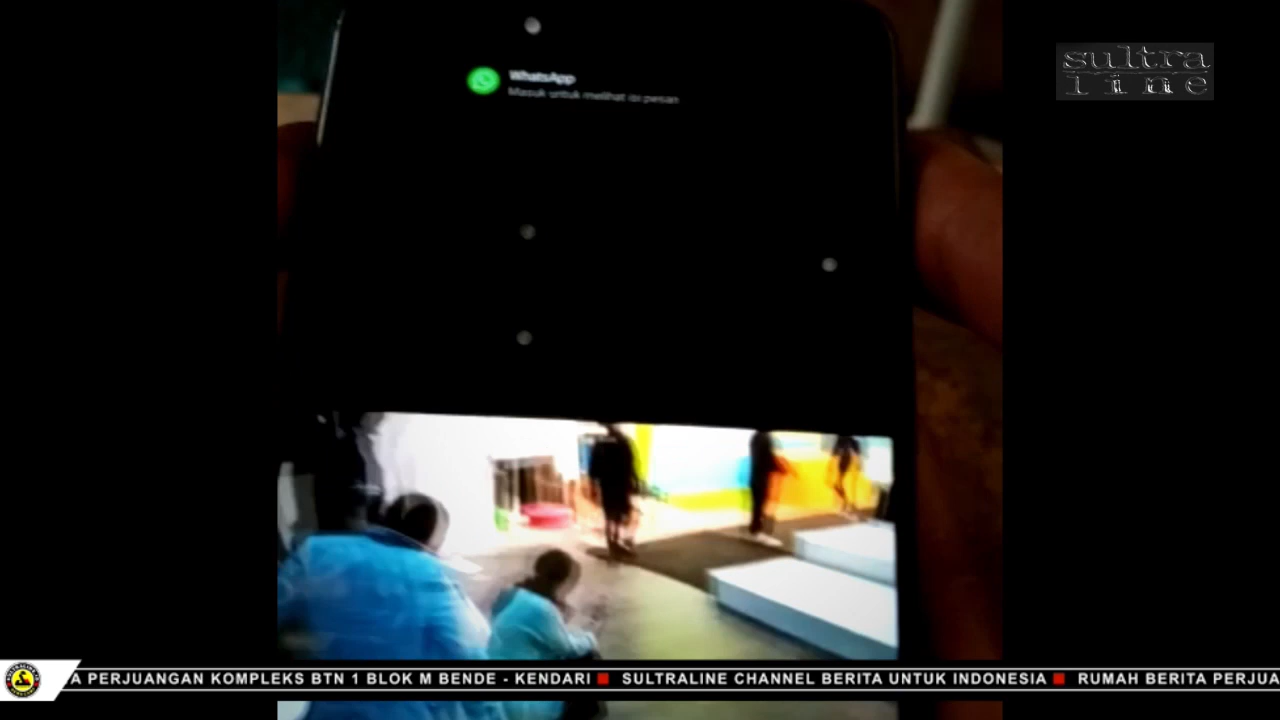 sultra
line
WhatsApp
Masuk untuk melihat isi pesan
A PERJUANGAN KOMPLEKS BTN 1 BLOK M BENDE - KENDARI ■ SULTRALINE CHANNEL BERITA UNTUK INDONESIA ■ RUMAH BERITA PERJUA